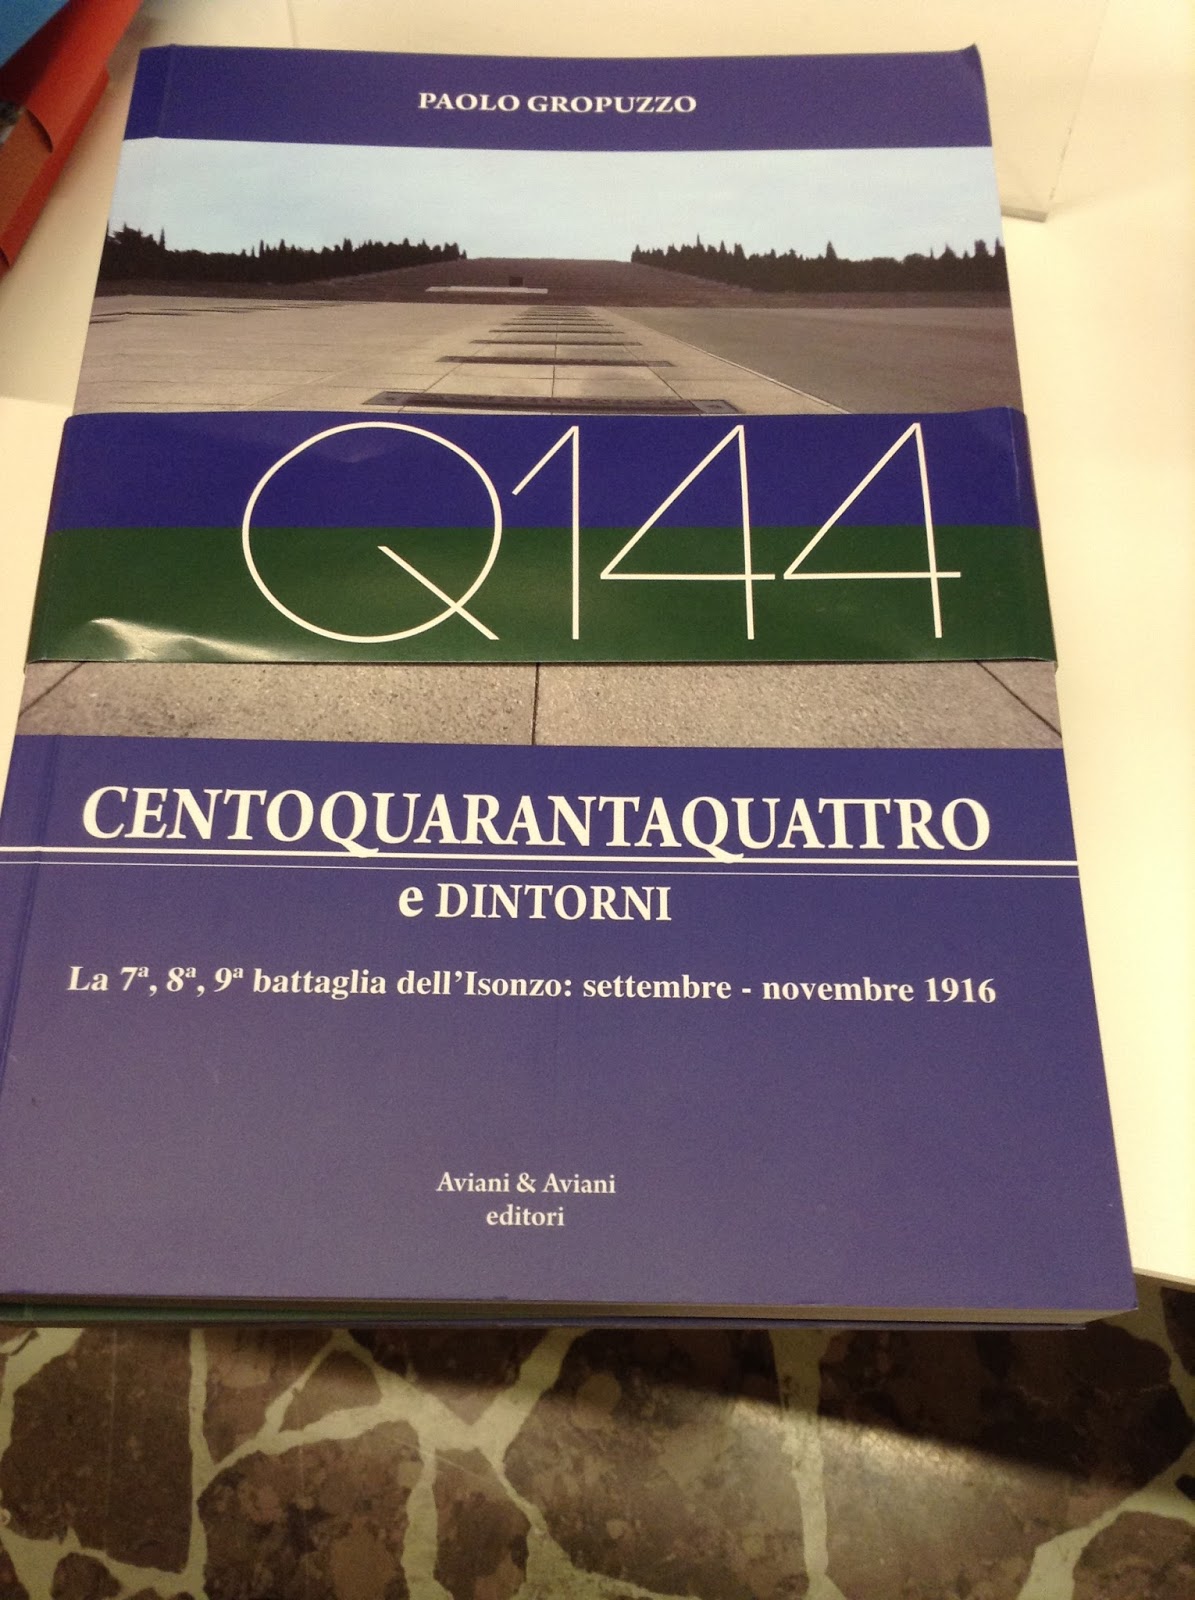 PAOLO GROPUZZO
Q144
CENTOQUARANTAQUATTRO
e DINTORNI
La 7ª, 8ª, 9ª battaglia dell'Isonzo: settembre - novembre 1916
Aviani & Aviani
editori